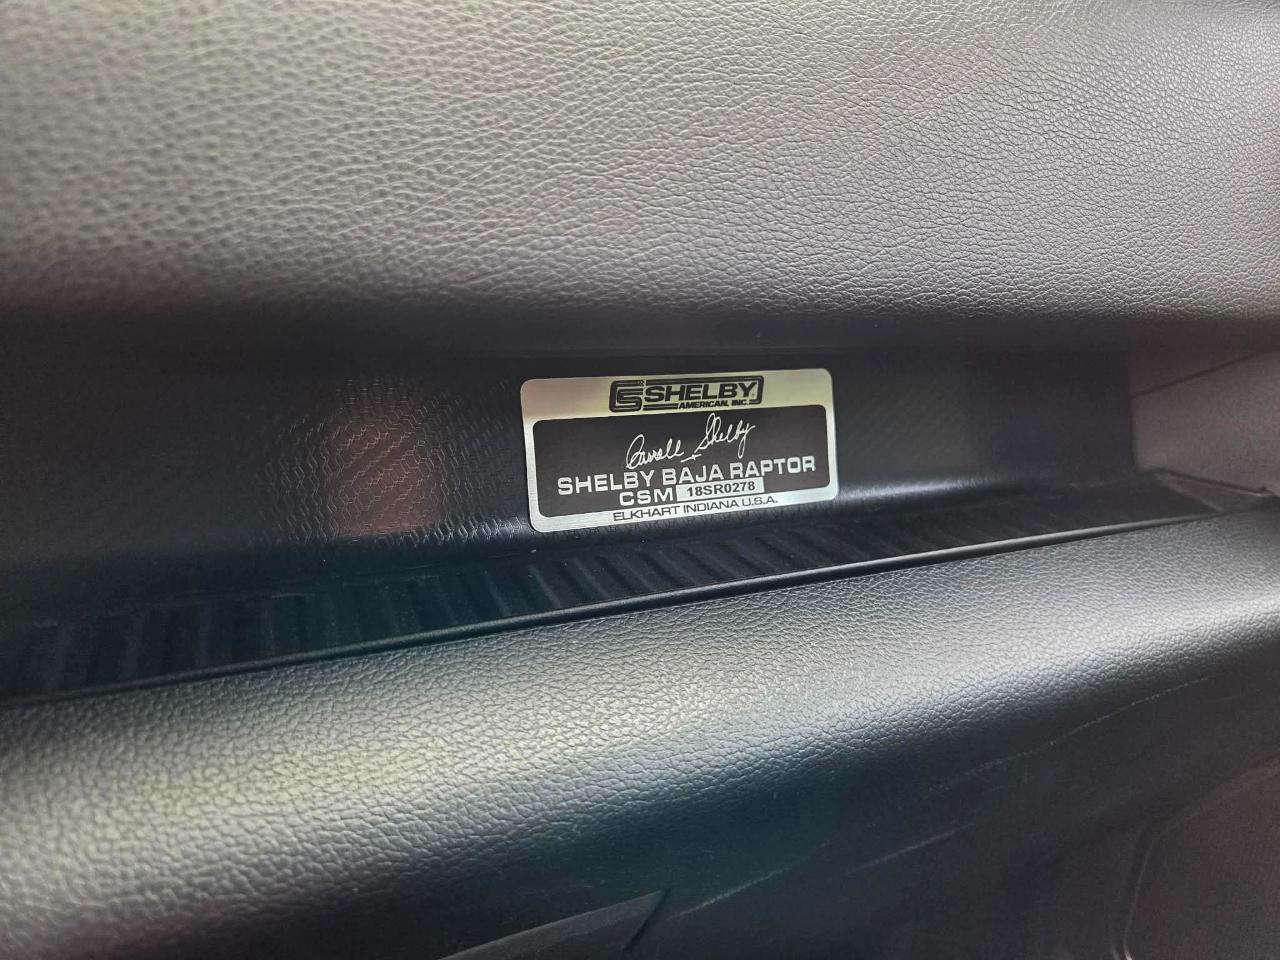 SHELBY
AMERICAN, INC.
Carroll Shelby
SHELBY BAJA RAPTOR
CSM 18SR0278
ELKHART INDIANA U.S.A.